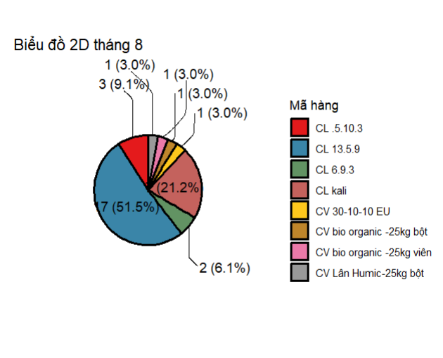 Biểu đồ 2D tháng 8
1 (3.0%)
1 (3.0%)
3 (9.1%)
1 (3.0%)
1 (3.0%)
(21.2%
17 (51.5%)
2 (6.1%)
Mã hàng
CL .5.10.3
CL 13.5.9
CL 6.9.3
CL kali
CV 30-10-10 EU
CV bio organic -25kg bột
CV bio organic -25kg viên
CV Lân Humic-25kg bột